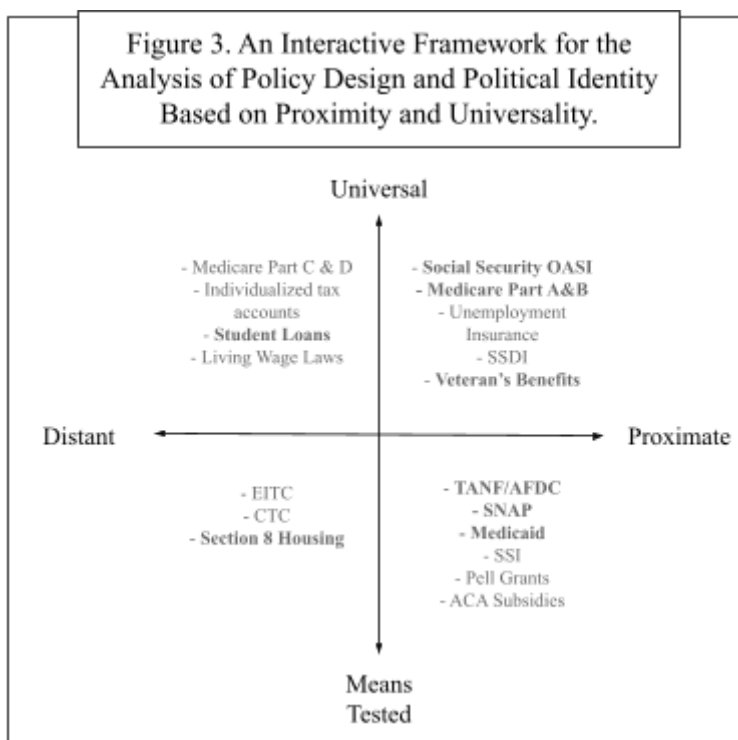 Figure 3. An Interactive Framework for the
Analysis of Policy Design and Political Identity
Based on Proximity and Universality.
Universal
- Medicare Part C & D
- Individualized tax
accounts
- Student Loans
- Living Wage Laws
- Social Security OASI
- Medicare Part A&B
- Unemployment
Insurance
- SSDI
- Veteran's Benefits
Distant
Proximate
- EITC
- CTC
- Section 8 Housing
- TANF/AFDC
- SNAP
- Medicaid
- SSI
- Pell Grants
- ACA Subsidies
Means
Tested